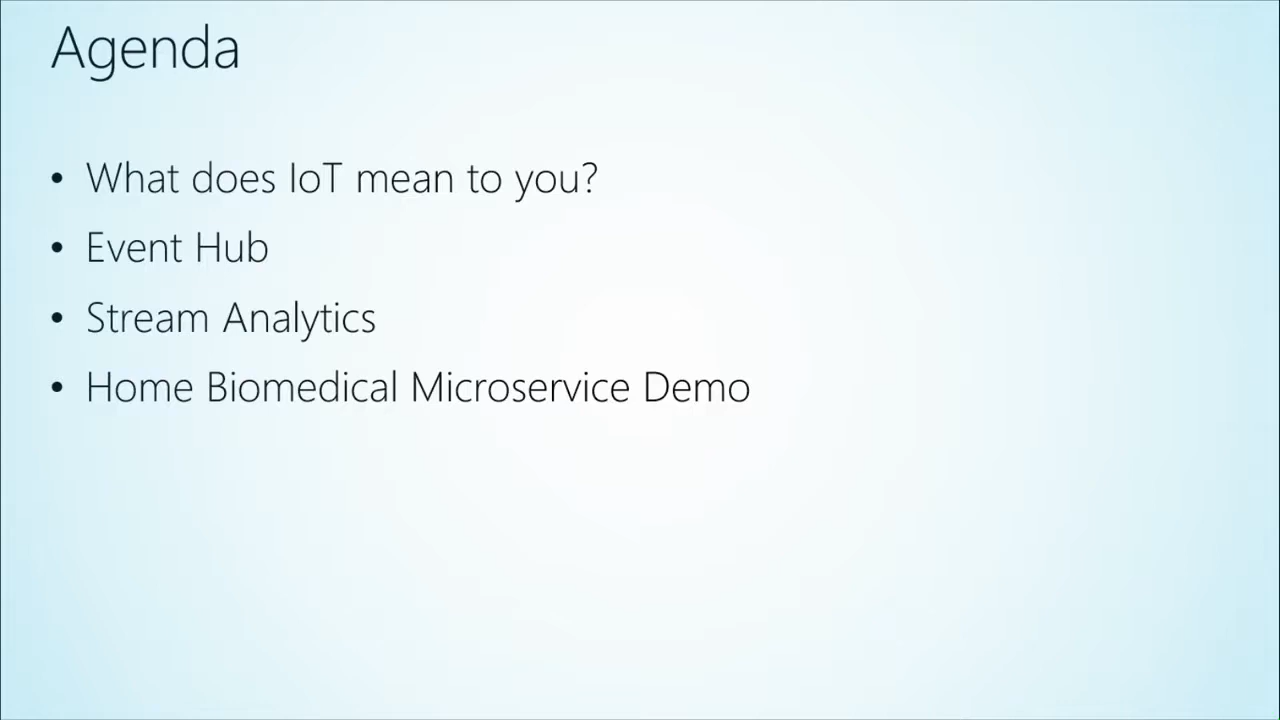 Agenda
• What does IoT mean to you?
• Event Hub
• Stream Analytics
• Home Biomedical Microservice Demo